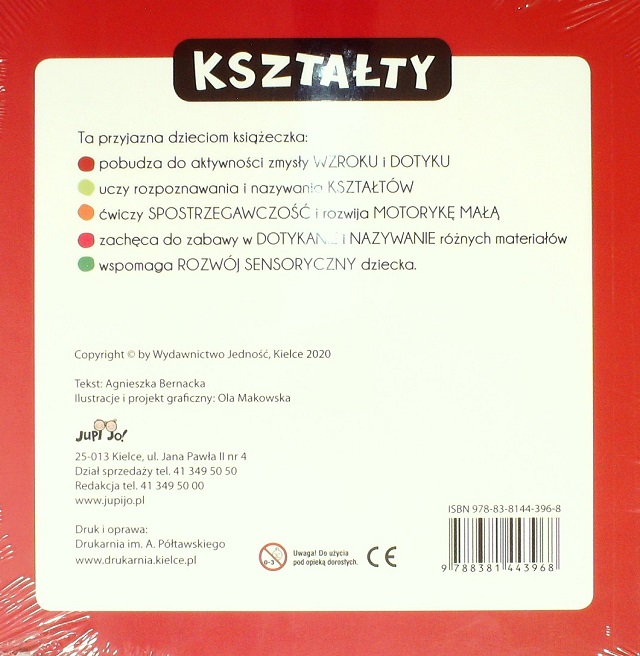 KSZTAŁTY
Ta przyjazna dzieciom książeczka:
pobudza do aktywności zmysły WZROKU i DOTYKU
uczy rozpoznawania i nazywania KSZTAŁTÓW
ćwiczy SPOSTRZEGAWCZOŚĆ i rozwija MOTORYKĘ MAŁĄ
zachęca do zabawy w DOTYKANIE i NAZYWANIE różnych materiałów
wspomaga ROZWÓJ SENSORYCZNY dziecka.
Copyright © by Wydawnictwo Jedność, Kielce 2020
Tekst: Agnieszka Bernacka
Ilustracje i projekt graficzny: Ola Makowska
JUPI JO!
25-013 Kielce, ul. Jana Pawła II nr 4
Dział sprzedaży tel. 41 349 50 50
Redakcja tel. 41 349 50 00
www.jupijo.pl
Druk i oprawa:
Drukarnia im. A. Półtawskiego
www.drukarnia.kielce.pl
0-3
Uwaga! Do użycia
pod opieką dorosłych.
CE
ISBN 978-83-8144-396-8
9 788381 443968